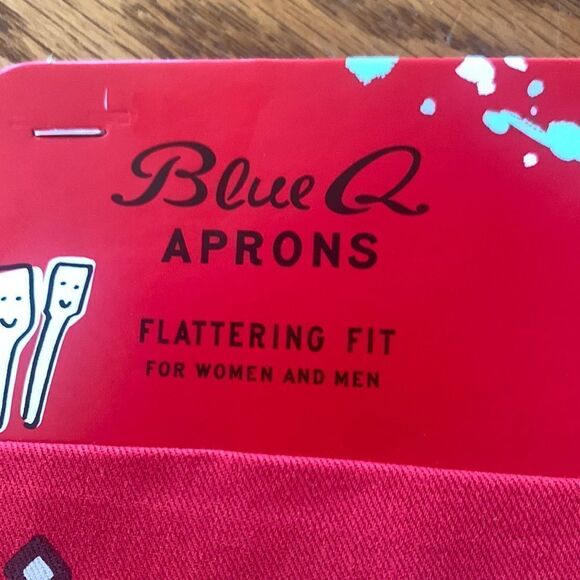 Blue Q
APRONS
FLATTERING FIT
FOR WOMEN AND MEN